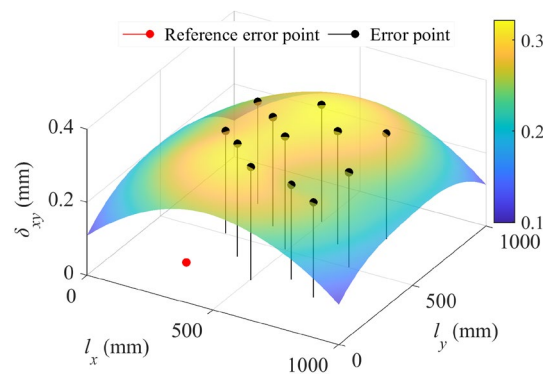 Reference error point
Error point
0.3
0.2
0.1
0.4
0.2
0
δxy (mm)
0
500
1000
lx (mm)
0
500
1000
ly (mm)